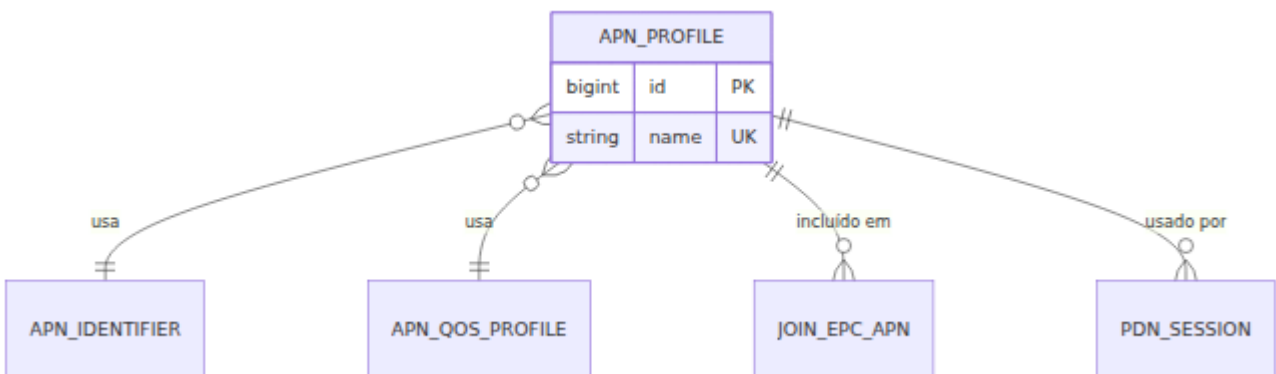 APN_PROFILE
bigint id PK
string name UK
usa usa incluído em usado por
APN_IDENTIFIER APN_QOS_PROFILE JOIN_EPC_APN PDN_SESSION